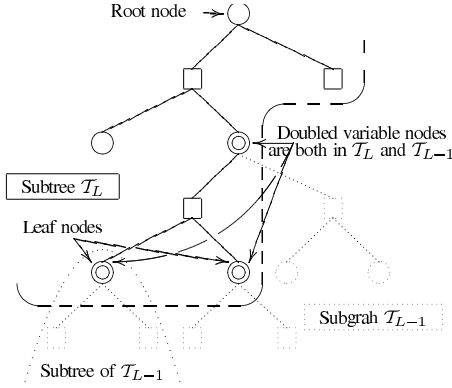 Root node
Doubled variable nodes
are both in 𝒯_L and 𝒯_{L−1}
Subtree 𝒯_L
Leaf nodes
Subgrah 𝒯_{L−1}
Subtree of 𝒯_{L−1}